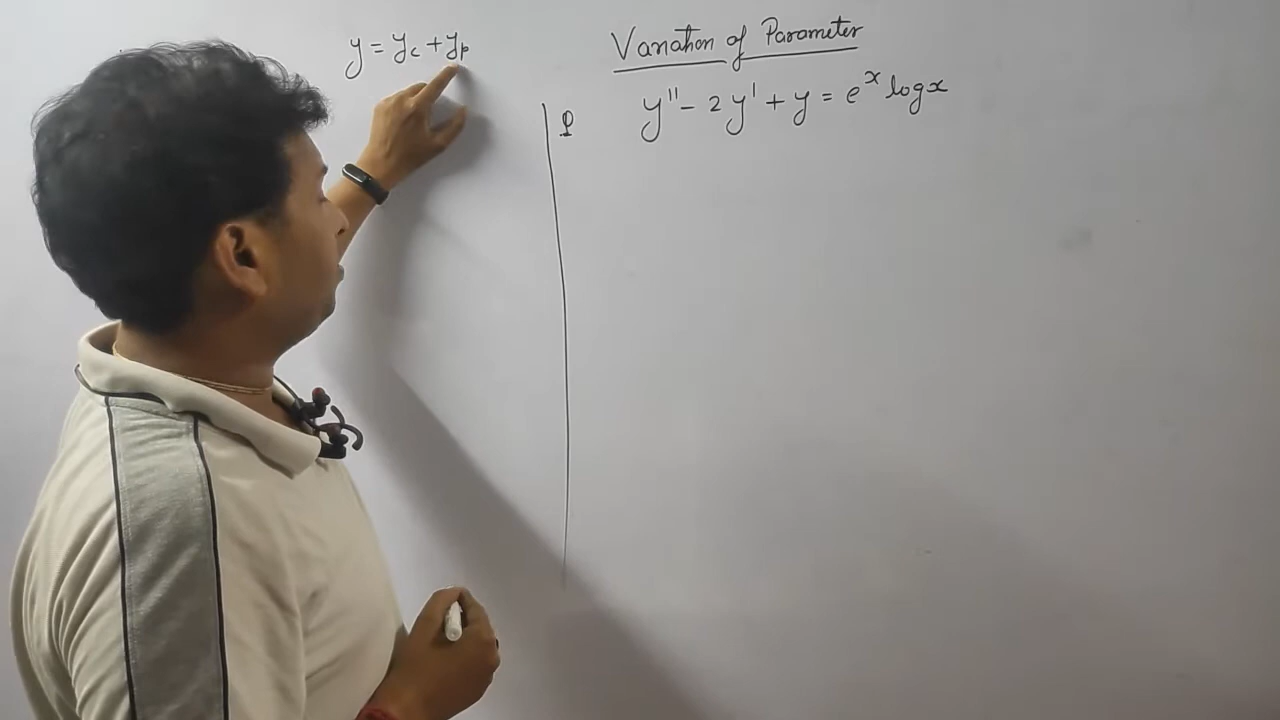 y = y_c + y_p
Variation of Parameter
y'' - 2y' + y = e^x log x